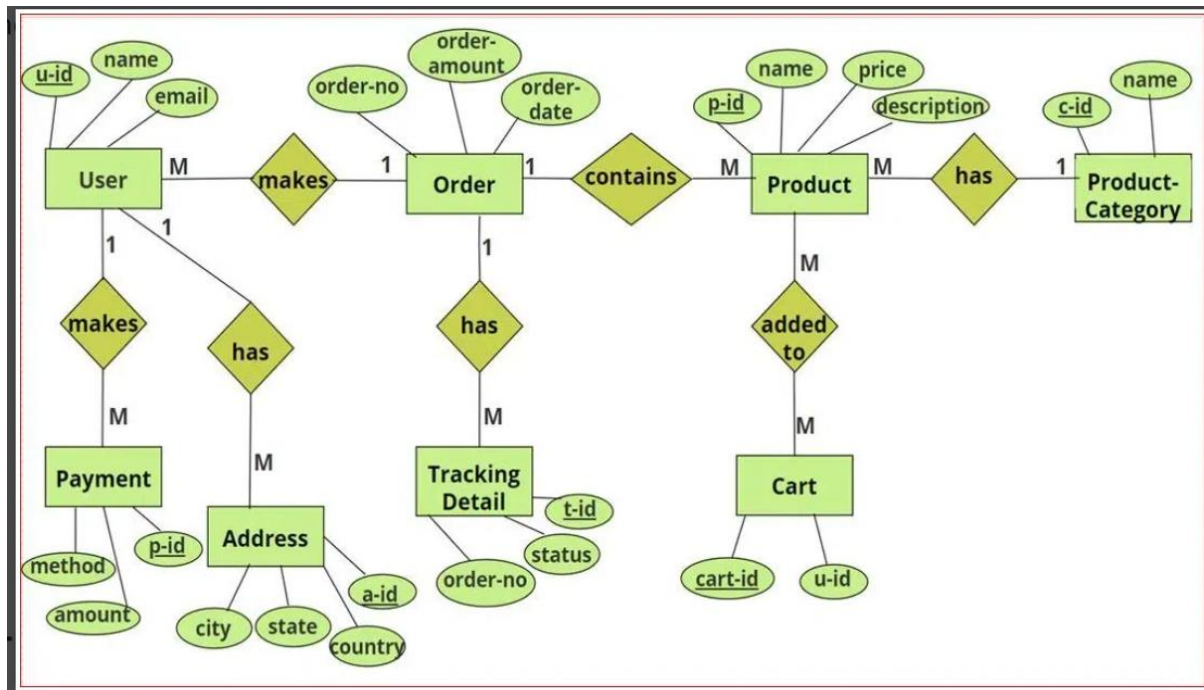 u-id
name
email
order-no
order-
amount
order-
date
p-id
name
price
description
c-id
name
User
M
makes
1
Order
1
contains
M
Product
M
has
1
Product-
Category
1
1
1
M
makes
has
has
added
to
M
M
M
M
Payment
Address
Tracking
Detail
Cart
method
amount
p-id
city
state
country
a-id
order-no
status
t-id
cart-id
u-id